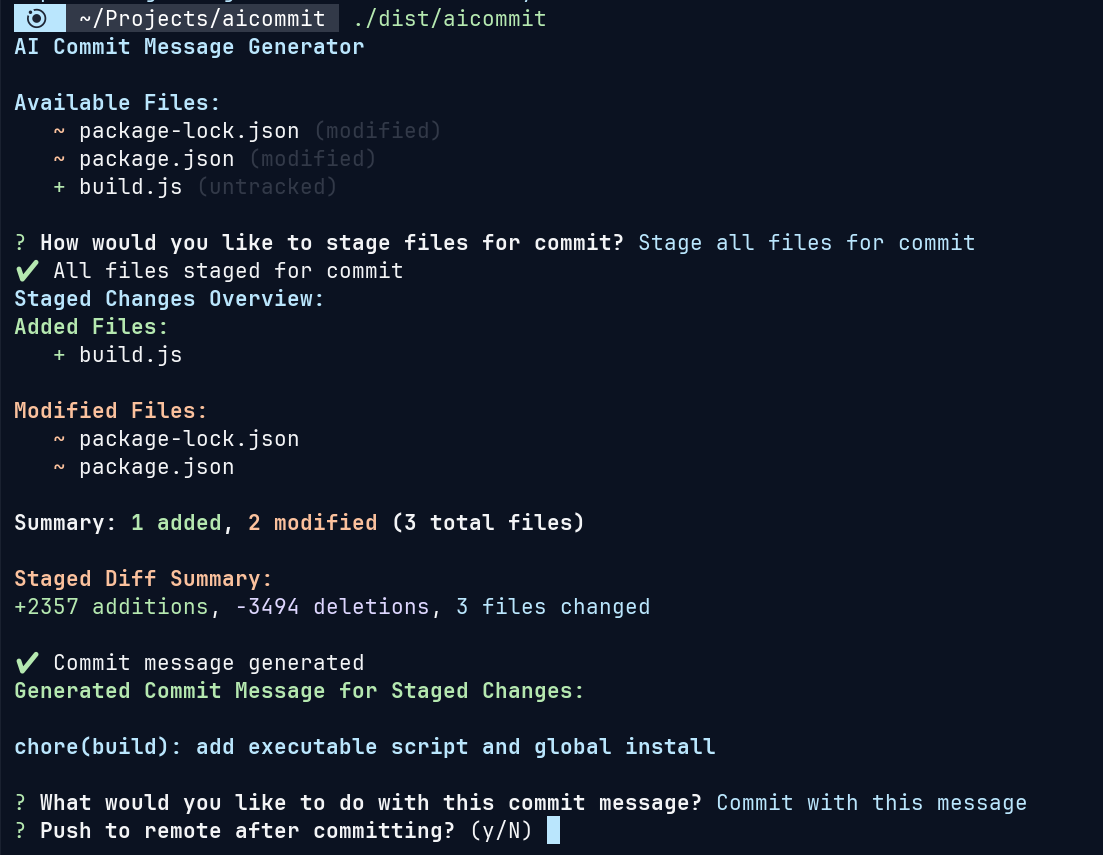 ~/Projects/aicommit ./dist/aicommit
AI Commit Message Generator
Available Files:
~ package-lock.json (modified)
~ package.json (modified)
+ build.js (untracked)
? How would you like to stage files for commit? Stage all files for commit
✔ All files staged for commit
Staged Changes Overview:
Added Files:
+ build.js
Modified Files:
~ package-lock.json
~ package.json
Summary: 1 added, 2 modified (3 total files)
Staged Diff Summary:
+2357 additions, -3494 deletions, 3 files changed
✔ Commit message generated
Generated Commit Message for Staged Changes:
chore(build): add executable script and global install
? What would you like to do with this commit message? Commit with this message
? Push to remote after committing? (y/N)